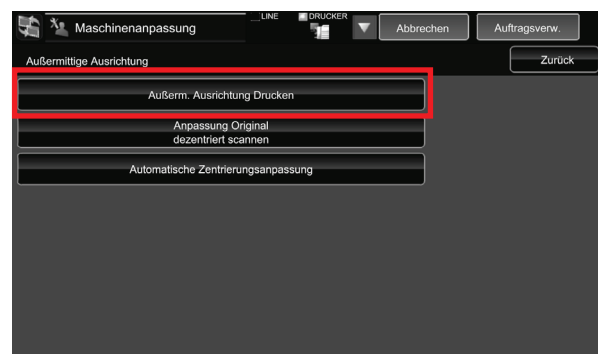 LINE DRUCKER
Maschinenanpassung Abbrechen Auftragsverw.
Außermittige Ausrichtung Zurück
Außerm. Ausrichtung Drucken
Anpassung Original
dezentriert scannen
Automatische Zentrierungsanpassung